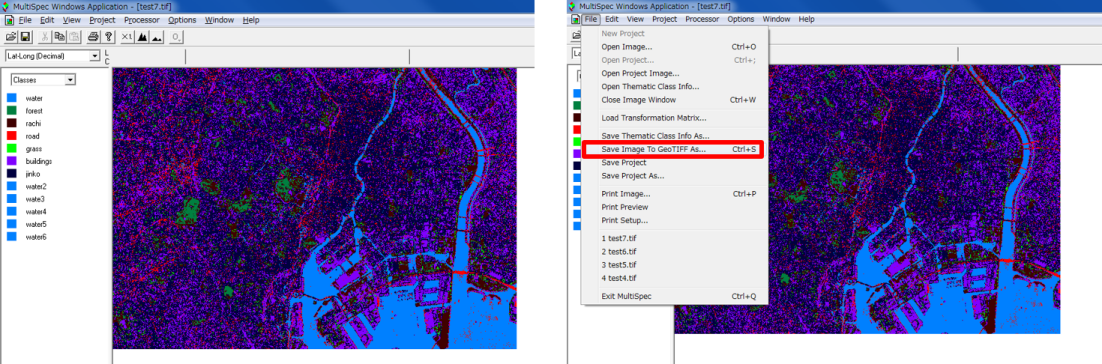 MultiSpec Windows Application - [test7.tif]
File Edit View Project Processor Options Window Help
Lat-Long (Decimal)
L
C
Classes
water
forest
rachi
road
grass
buildings
jinko
water2
wate3
water4
water5
water6
MultiSpec Windows Application - [test7.tif]
File Edit View Project Processor Options Window Help
New Project
Open Image... Ctrl+O
Open Project... Ctrl+;
Open Project Image...
Open Thematic Class Info...
Close Image Window Ctrl+W
Load Transformation Matrix...
Save Thematic Class Info As...
Save Image To GeoTIFF As... Ctrl+S
Save Project
Save Project As...
Print Image... Ctrl+P
Print Preview
Print Setup...
1 test7.tif
2 test6.tif
3 test5.tif
4 test4.tif
Exit MultiSpec Ctrl+Q